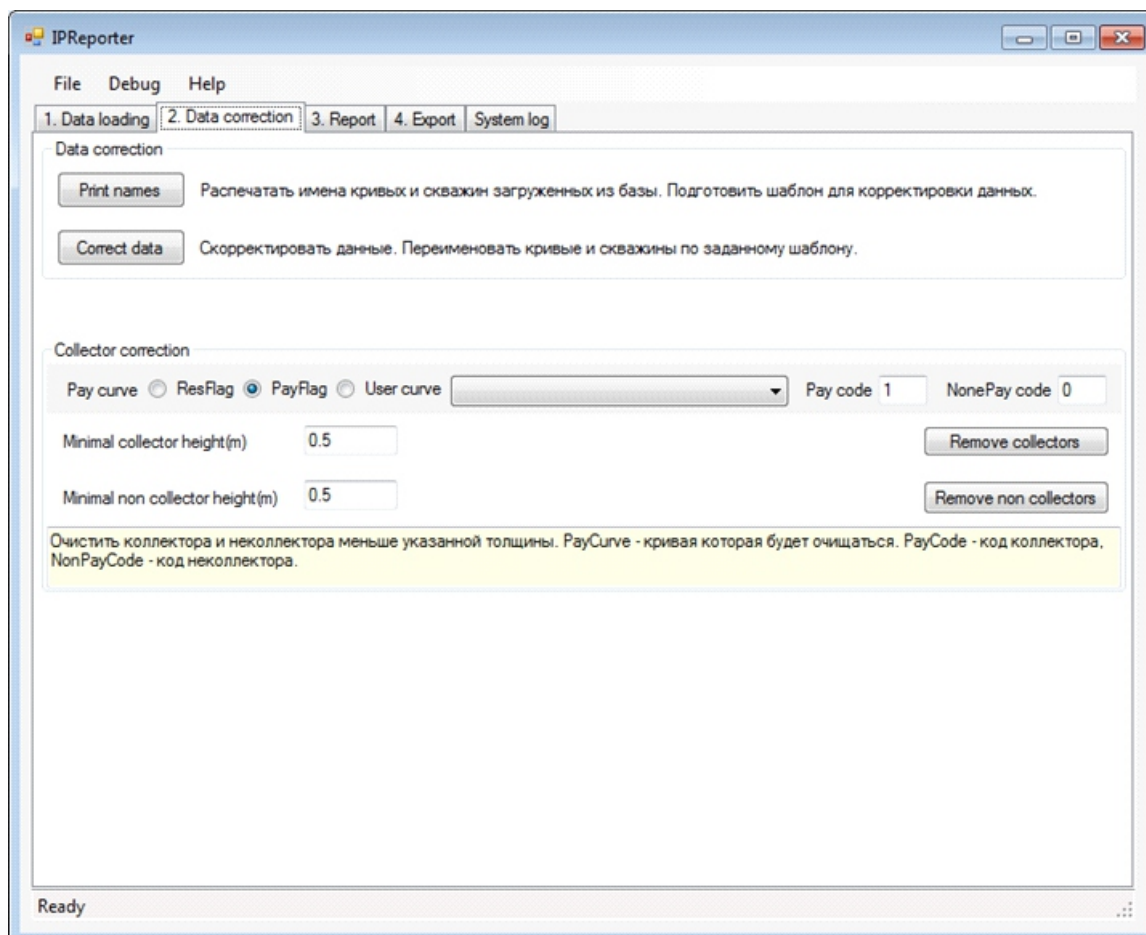 IPReporter
File Debug Help
1. Data loading 2. Data correction 3. Report 4. Export System log
Data correction
Print names Распечатать имена кривых и скважин загруженных из базы. Подготовить шаблон для корректировки данных.
Correct data Скорректировать данные. Переименовать кривые и скважины по заданному шаблону.
Collector correction
Pay curve ResFlag PayFlag User curve Pay code 1 NonePay code 0
Minimal collector height(m) 0.5 Remove collectors
Minimal non collector height(m) 0.5 Remove non collectors
Очистить коллектора и неколлектора меньше указанной толщины. PayCurve - кривая которая будет очищаться. PayCode - код коллектора,
NonPayCode - код неколлектора.
Ready